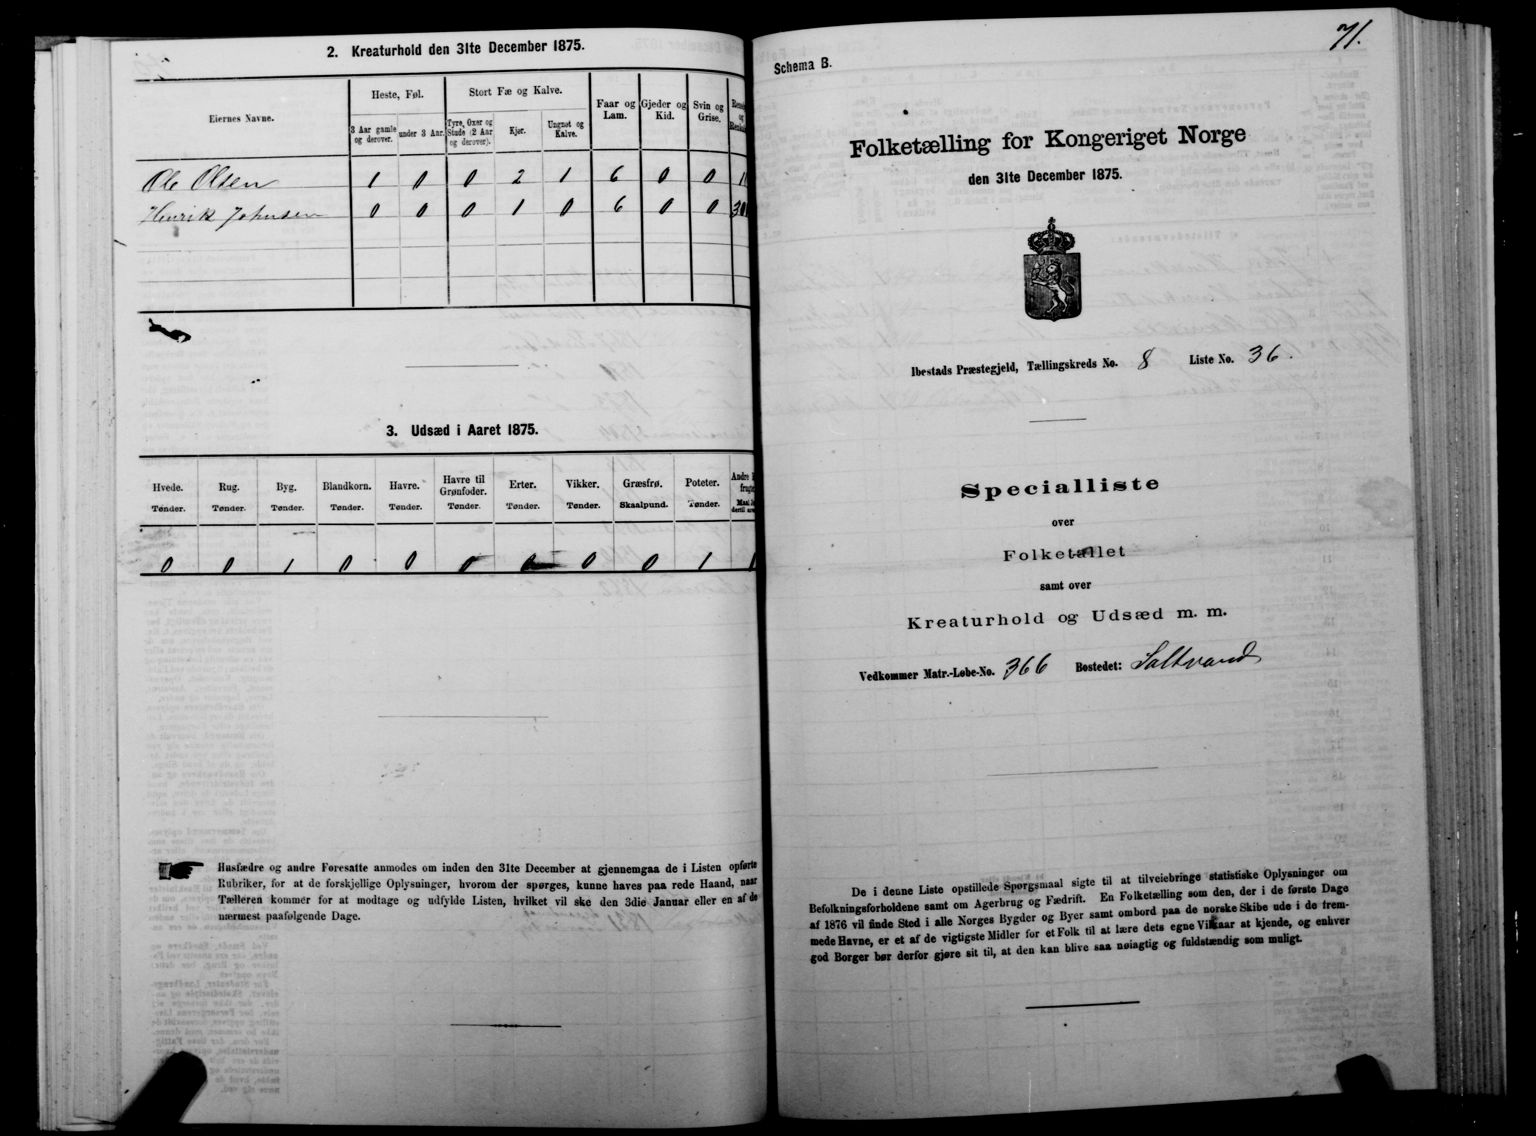 2. Kreaturhold den 31te December 1875.
Eiernes Navne.
Heste, Føl.
Stort Fæ og Kalve.
Faar og Lam.
Gjeder og Kid.
Svin og Grise.
3 Aar gamle og derover.
under 3 Aar.
Tyre, Oxer og Stude (2 Aar og derover).
Kjør.
Ungnøt og Kalve.
Ole Olsen 1 0 0 2 1 6 0 0
Henrik Johnsen 0 0 0 1 0 6 0 0
3. Udsæd i Aaret 1875.
Hvede. Rug. Byg. Blandkorn. Havre. Havre til Grønfoder. Erter. Vikker. Græsfrø. Poteter.
Tønder. Tønder. Tønder. Tønder. Tønder. Tønder. Tønder. Tønder. Skaalpund. Tønder.
0 0 1 0 0 0 0 0 0 1
Husfædre og andre Foresatte anmodes om inden den 31te December at gjennemgaa de i Listen opførte
Rubriker, for at de forskjellige Oplysninger, hvorom der spørges, kunne haves paa rede Haand, naar
Tælleren kommer for at modtage og udfylde Listen, hvilket vil ske den 3die Januar eller en af de
nærmest paafølgende Dage.
71.
Schema B.
Folketælling for Kongeriget Norge
den 31te December 1875.
Ibestads Præstegjeld, Tællingskreds No. 8 Liste No. 36.
Specialliste
over
Folketallet
samt over
Kreaturhold og Udsæd m. m.
Vedkommer Matr.-Løbe-No. 366 Bostedet: Saltvand
De i denne Liste opstillede Spørgsmaal sigte til at tilveiebringe statistiske Oplysninger om
Befolkningsforholdene samt om Agerbrug og Fædrift. En Folketælling som den, der i de første Dage
af 1876 vil finde Sted i alle Norges Bygder og Byer samt ombord paa de norske Skibe ude i de frem-
mede Havne, er et af de vigtigste Midler for et Folk til at lære dets egne Vilkaar at kjende, og enhver
god Borger bør derfor gjøre sit til, at den kan blive saa nøiagtig og fuldstændig som muligt.